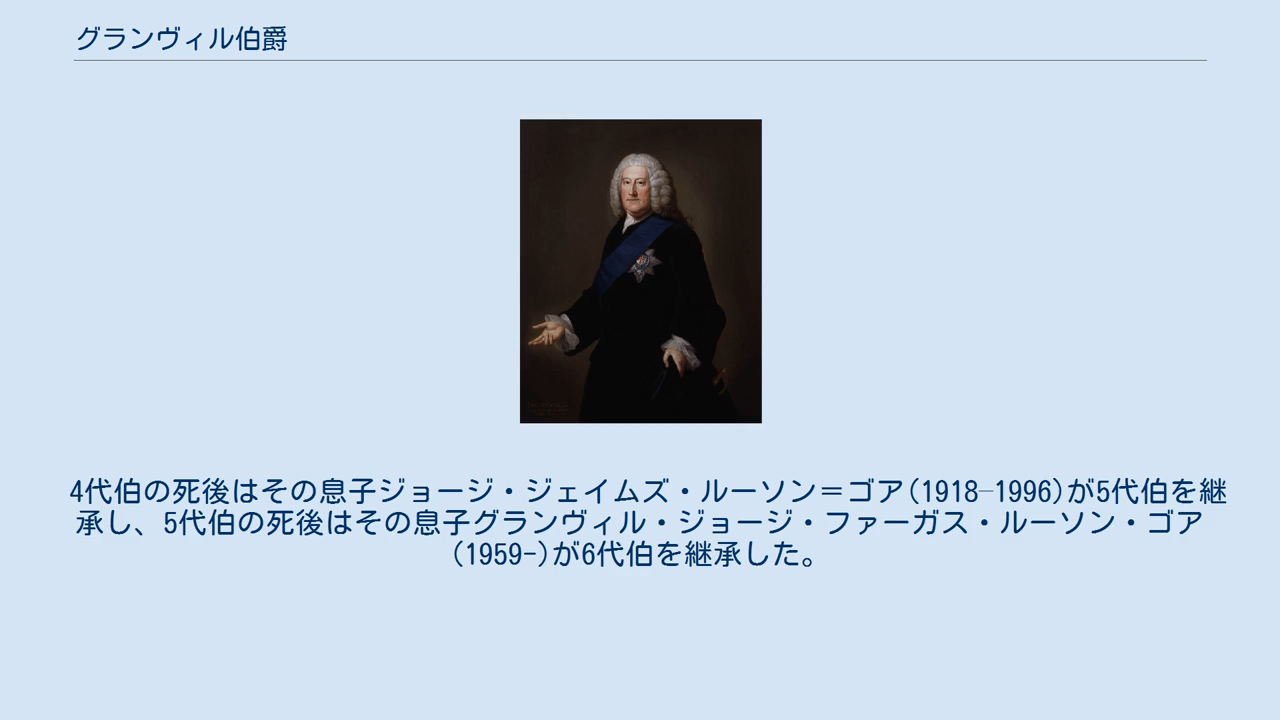 グランヴィル伯爵
4代伯の死後はその息子ジョージ・ジェイムズ・ルーソン＝ゴア(1918–1996)が5代伯を継
承し、5代伯の死後はその息子グランヴィル・ジョージ・ファーガス・ルーソン・ゴア
(1959-)が6代伯を継承した。